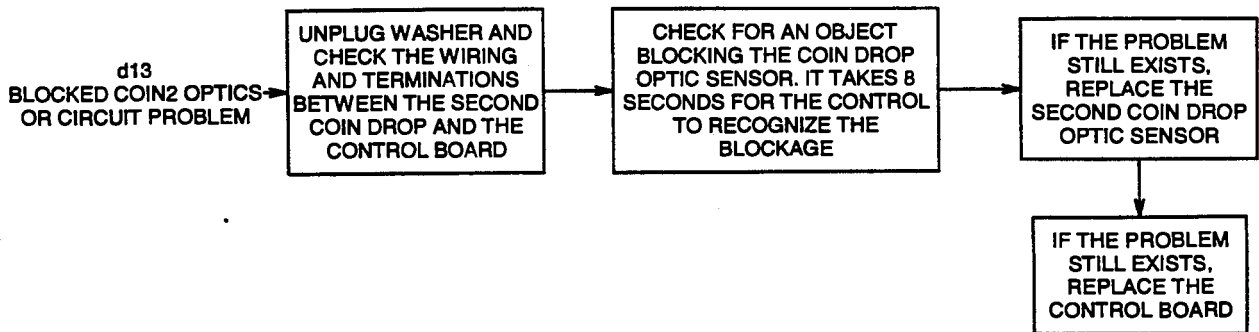 d13
BLOCKED COIN2 OPTICS
OR CIRCUIT PROBLEM
UNPLUG WASHER AND
CHECK THE WIRING
AND TERMINATIONS
BETWEEN THE SECOND
COIN DROP AND THE
CONTROL BOARD
CHECK FOR AN OBJECT
BLOCKING THE COIN DROP
OPTIC SENSOR. IT TAKES 8
SECONDS FOR THE CONTROL
TO RECOGNIZE THE
BLOCKAGE
IF THE PROBLEM
STILL EXISTS,
REPLACE THE
SECOND COIN DROP
OPTIC SENSOR
IF THE PROBLEM
STILL EXISTS,
REPLACE THE
CONTROL BOARD